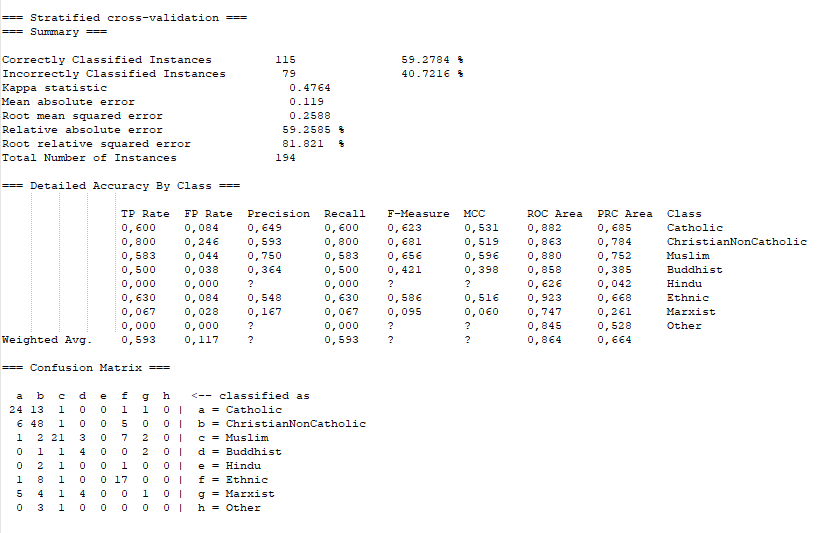 === Stratified cross-validation ===
=== Summary ===
Correctly Classified Instances 115 59.2784 %
Incorrectly Classified Instances 79 40.7216 %
Kappa statistic 0.4764
Mean absolute error 0.119
Root mean squared error 0.2588
Relative absolute error 59.2585 %
Root relative squared error 81.821 %
Total Number of Instances 194
=== Detailed Accuracy By Class ===
TP Rate FP Rate Precision Recall F-Measure MCC ROC Area PRC Area Class
0,600 0,084 0,649 0,600 0,623 0,531 0,882 0,685 Catholic
0,800 0,246 0,593 0,800 0,681 0,519 0,863 0,784 ChristianNonCatholic
0,583 0,044 0,750 0,583 0,656 0,596 0,880 0,752 Muslim
0,500 0,038 0,364 0,500 0,421 0,398 0,858 0,385 Buddhist
0,000 0,000 ? 0,000 ? ? 0,626 0,042 Hindu
0,630 0,084 0,548 0,630 0,586 0,516 0,923 0,668 Ethnic
0,067 0,028 0,167 0,067 0,095 0,060 0,747 0,261 Marxist
0,000 0,000 ? 0,000 ? ? 0,845 0,528 Other
Weighted Avg. 0,593 0,117 ? 0,593 ? ? 0,864 0,664
=== Confusion Matrix ===
a b c d e f g h <-- classified as
24 13 1 0 0 1 1 0 | a = Catholic
6 48 1 0 0 5 0 0 | b = ChristianNonCatholic
1 2 21 3 0 7 2 0 | c = Muslim
0 1 1 4 0 0 2 0 | d = Buddhist
0 2 1 0 0 1 0 0 | e = Hindu
1 8 1 0 0 17 0 0 | f = Ethnic
5 4 1 4 0 0 1 0 | g = Marxist
0 3 1 0 0 0 0 0 | h = Other